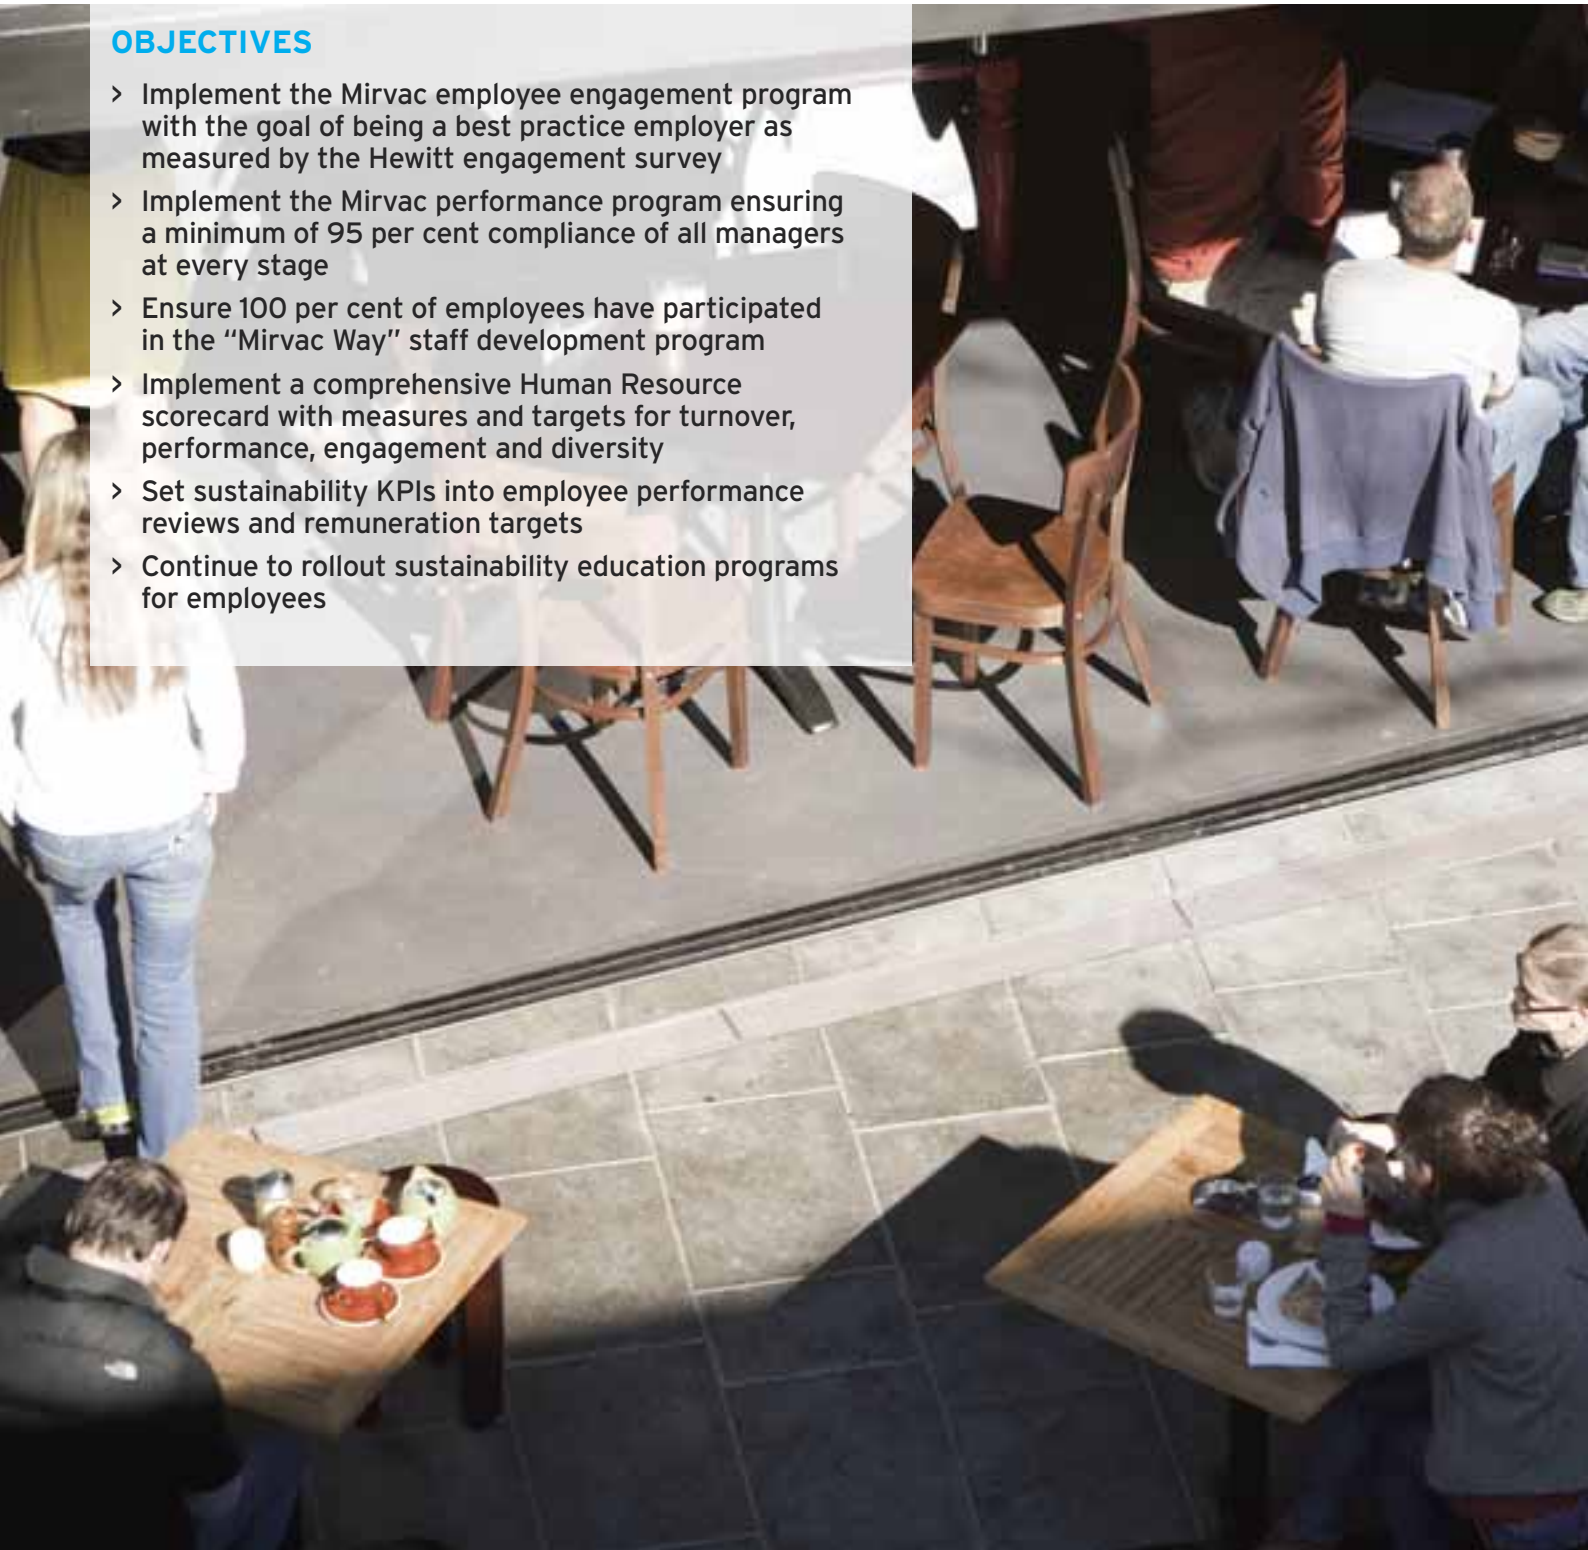 OBJECTIVES
> Implement the Mirvac employee engagement program
with the goal of being a best practice employer as
measured by the Hewitt engagement survey
> Implement the Mirvac performance program ensuring
a minimum of 95 per cent compliance of all managers
at every stage
> Ensure 100 per cent of employees have participated
in the “Mirvac Way” staff development program
> Implement a comprehensive Human Resource
scorecard with measures and targets for turnover,
performance, engagement and diversity
> Set sustainability KPIs into employee performance
reviews and remuneration targets
> Continue to rollout sustainability education programs
for employees